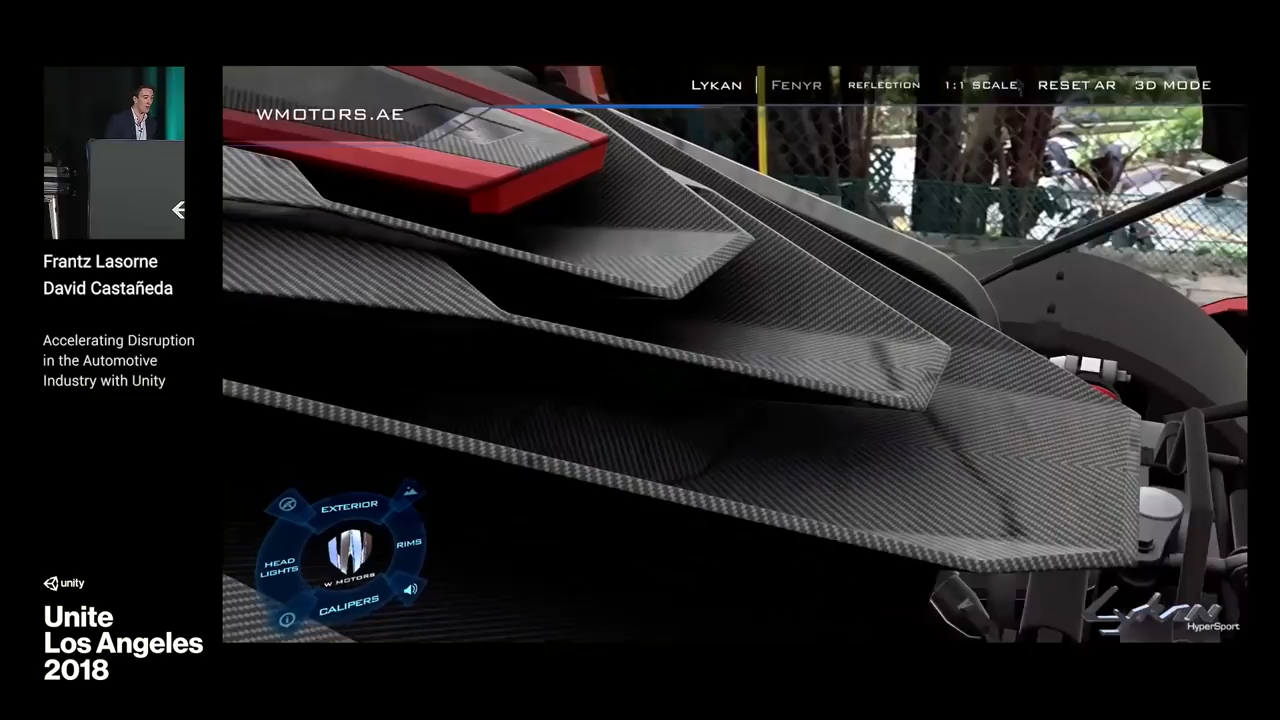 LYKAN | FENYR REFLECTION 1:1 SCALE RESET AR 3D MODE
WMOTORS.AE
Frantz Lasorne
David Castañeda
Accelerating Disruption
in the Automotive
Industry with Unity
EXTERIOR
RIMS
HEAD
LIGHTS
W MOTORS
CALIPERS
unity
Unite
Los Angeles
2018
Lykan
HyperSport